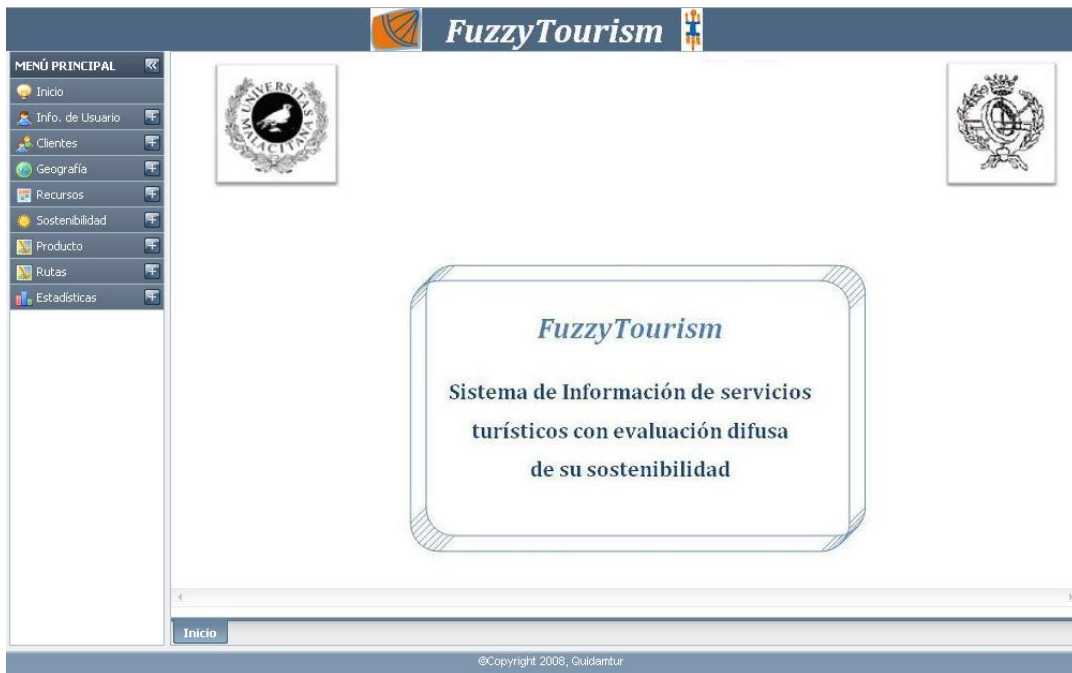 FuzzyTourism
MENÚ PRINCIPAL
Inicio
Info. de Usuario
Clientes
Geografía
Recursos
Sostenibilidad
Producto
Rutas
Estadísticas
UNIVERSITAS MALACITANA
FuzzyTourism
Sistema de Información de servicios
turísticos con evaluación difusa
de su sostenibilidad
Inicio
©Copyright 2008, Quidamtur